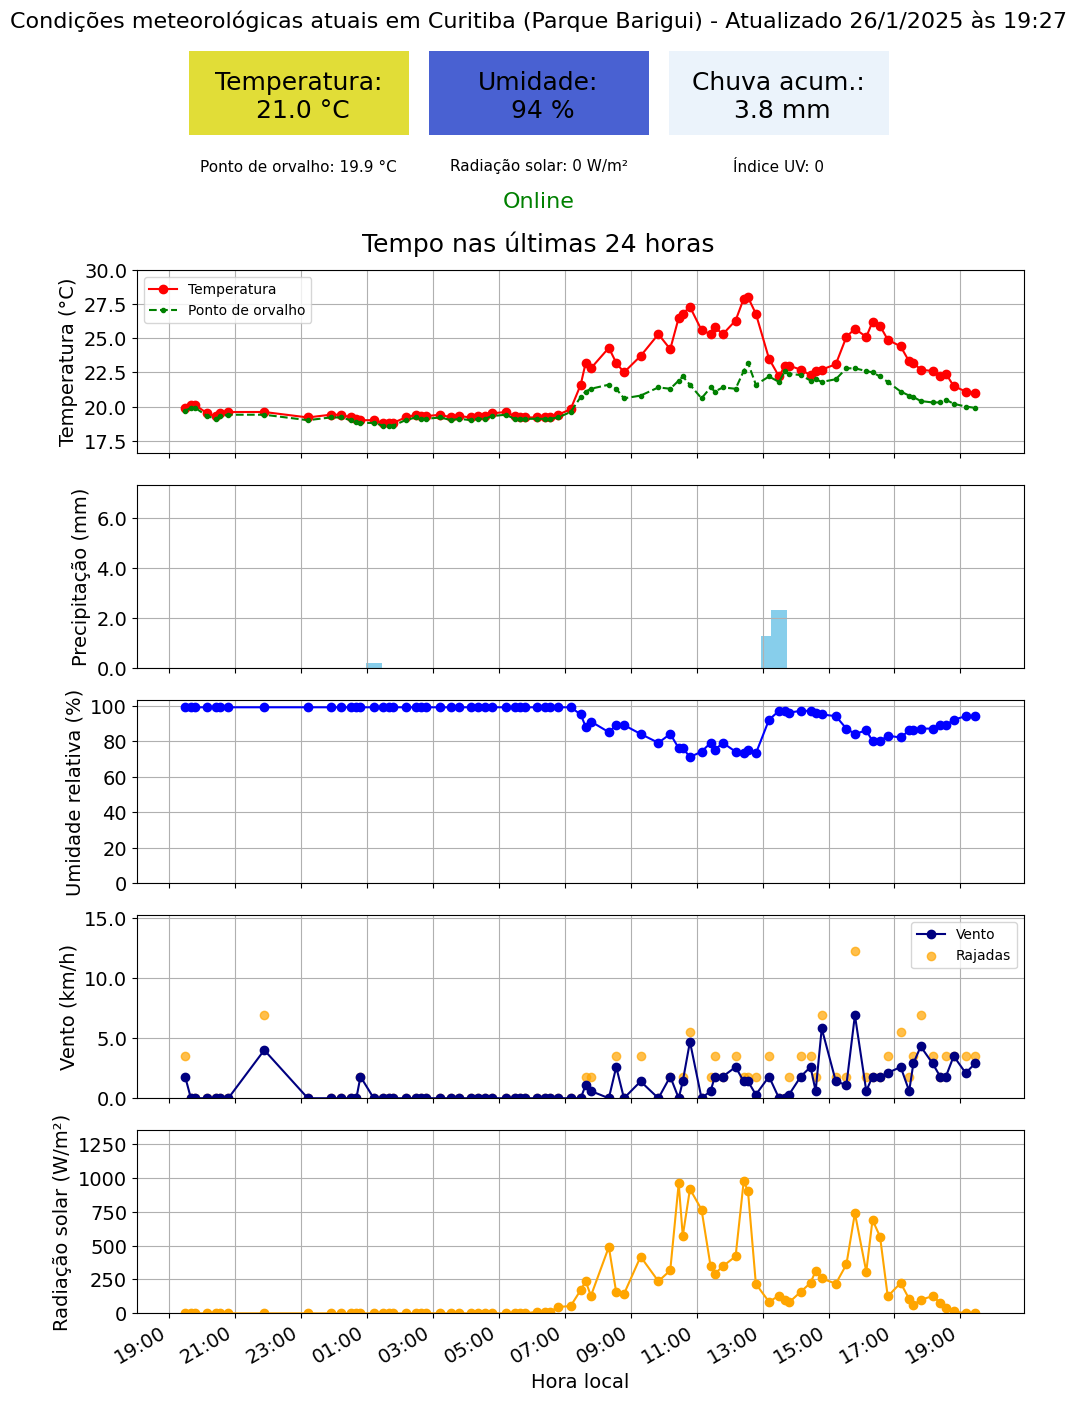 Condições meteorológicas atuais em Curitiba (Parque Barigui) - Atualizado 26/1/2025 às 19:27
Temperatura:
21.0 °C
Umidade:
94 %
Chuva acum.:
3.8 mm
Ponto de orvalho: 19.9 °C
Radiação solar: 0 W/m²
Índice UV: 0
Online
Tempo nas últimas 24 horas
Temperatura (°C)
30.0
27.5
25.0
22.5
20.0
17.5
Temperatura
Ponto de orvalho
Precipitação (mm)
6.0
4.0
2.0
0.0
Umidade relativa (%)
100
80
60
40
20
0
Vento (km/h)
15.0
10.0
5.0
0.0
Vento
Rajadas
Radiação solar (W/m²)
1250
1000
750
500
250
0
19:00
21:00
23:00
01:00
03:00
05:00
07:00
09:00
11:00
13:00
15:00
17:00
19:00
Hora local